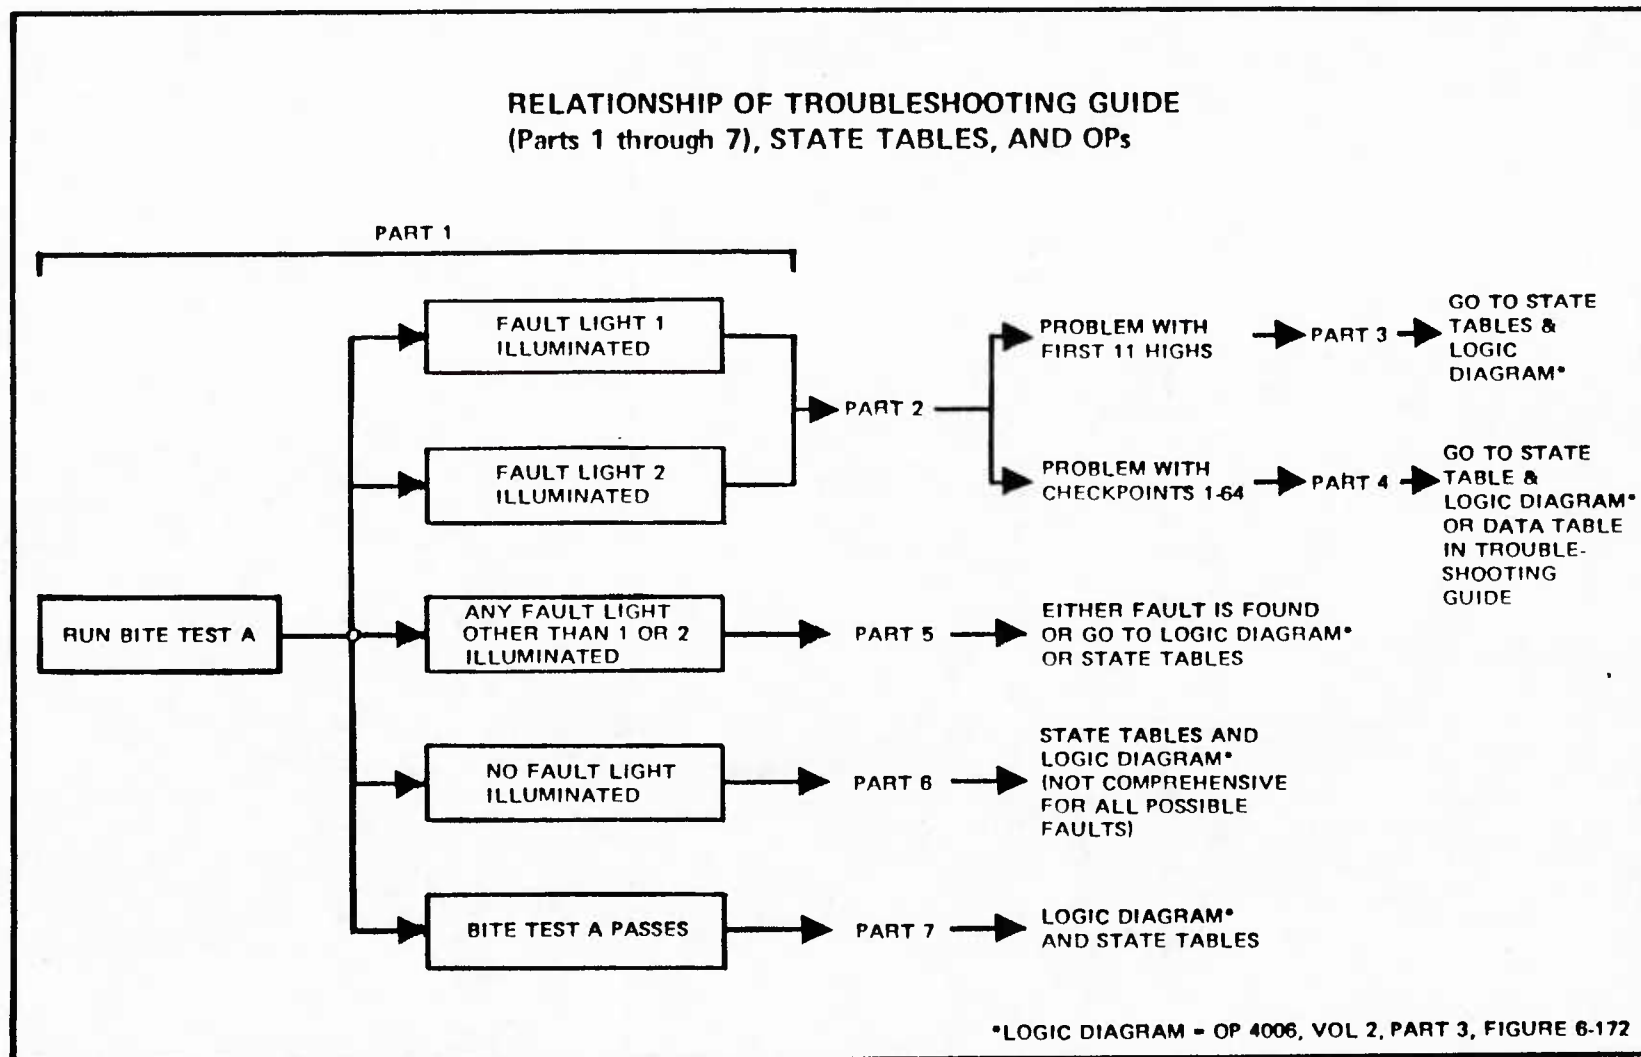 RELATIONSHIP OF TROUBLESHOOTING GUIDE
(Parts 1 through 7), STATE TABLES, AND OPs
PART 1
FAULT LIGHT 1
ILLUMINATED
PROBLEM WITH
FIRST 11 HIGHS
PART 3
GO TO STATE
TABLES &
LOGIC
DIAGRAM*
PART 2
FAULT LIGHT 2
ILLUMINATED
PROBLEM WITH
CHECKPOINTS 1-64
PART 4
GO TO STATE
TABLE &
LOGIC DIAGRAM*
OR DATA TABLE
IN TROUBLE-
SHOOTING
GUIDE
RUN BITE TEST A
ANY FAULT LIGHT
OTHER THAN 1 OR 2
ILLUMINATED
PART 5
EITHER FAULT IS FOUND
OR GO TO LOGIC DIAGRAM*
OR STATE TABLES
NO FAULT LIGHT
ILLUMINATED
PART 6
STATE TABLES AND
LOGIC DIAGRAM*
(NOT COMPREHENSIVE
FOR ALL POSSIBLE
FAULTS)
BITE TEST A PASSES
PART 7
LOGIC DIAGRAM*
AND STATE TABLES
*LOGIC DIAGRAM = OP 4006, VOL 2, PART 3, FIGURE 6-172